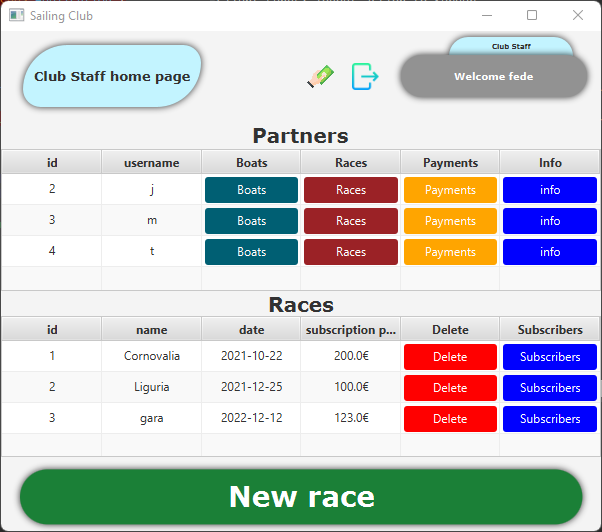 Sailing Club
Club Staff
Club Staff home page
Welcome fede
Partners
id username Boats Races Payments Info
2 j Boats Races Payments info
3 m Boats Races Payments info
4 t Boats Races Payments info
Races
id name date subscription p... Delete Subscribers
1 Cornovalia 2021-10-22 200.0€ Delete Subscribers
2 Liguria 2021-12-25 100.0€ Delete Subscribers
3 gara 2022-12-12 123.0€ Delete Subscribers
New race